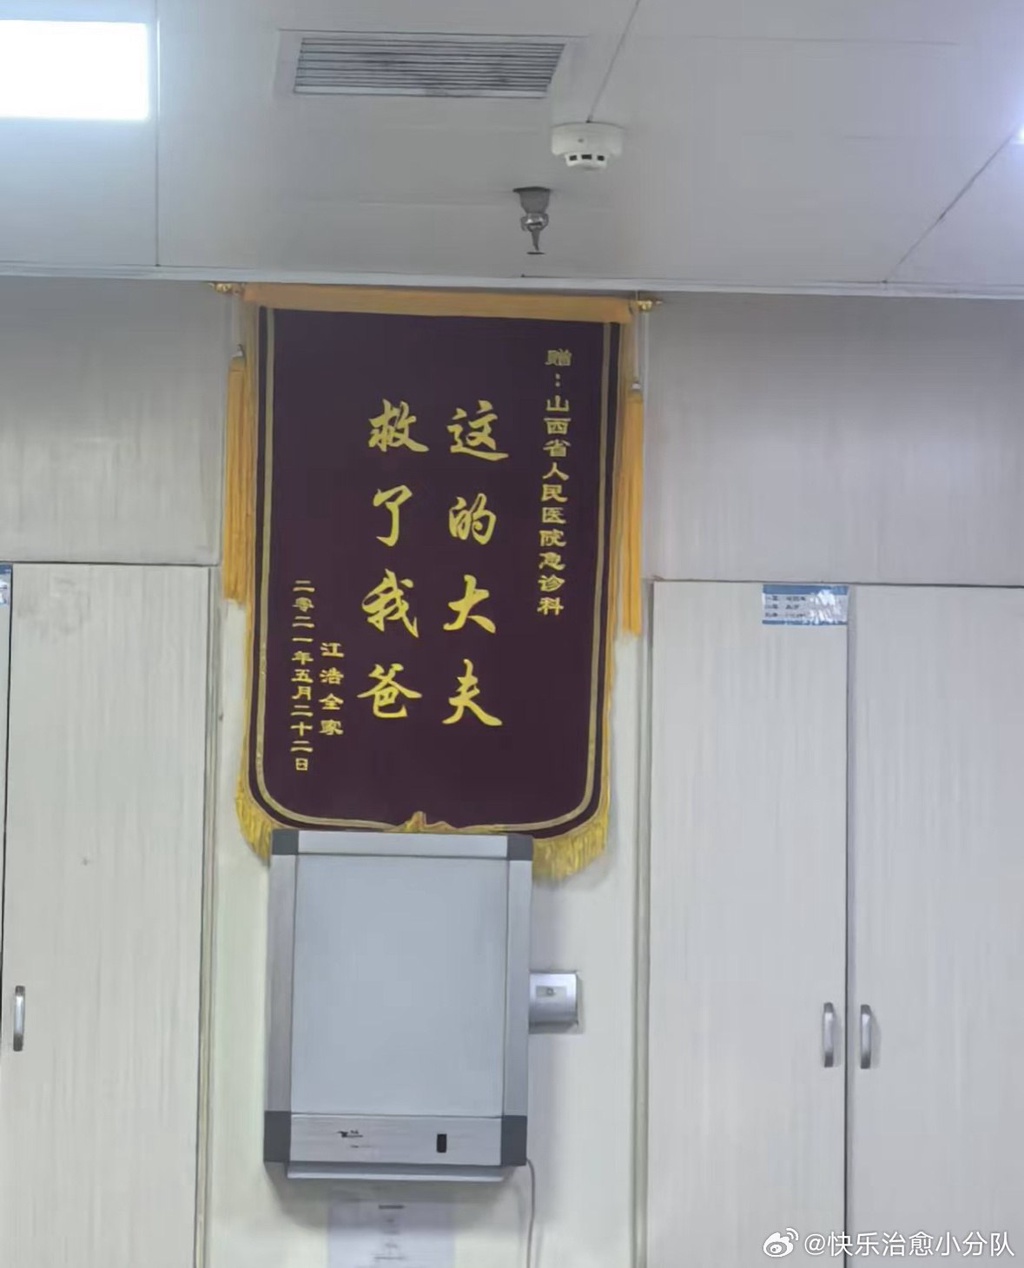 赠：山西省人民医院急诊科
这的大夫
救了我爸
江浩全家
二零二一年五月二十二日
@快乐治愈小分队